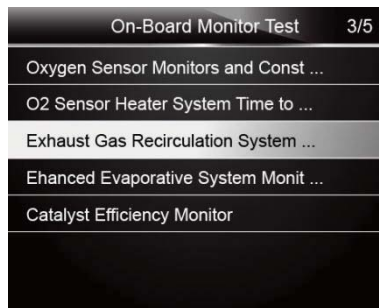 On-Board Monitor Test 3/5
Oxygen Sensor Monitors and Const ...
O2 Sensor Heater System Time to ...
Exhaust Gas Recirculation System ...
Ehanced Evaporative System Monit ...
Catalyst Efficiency Monitor